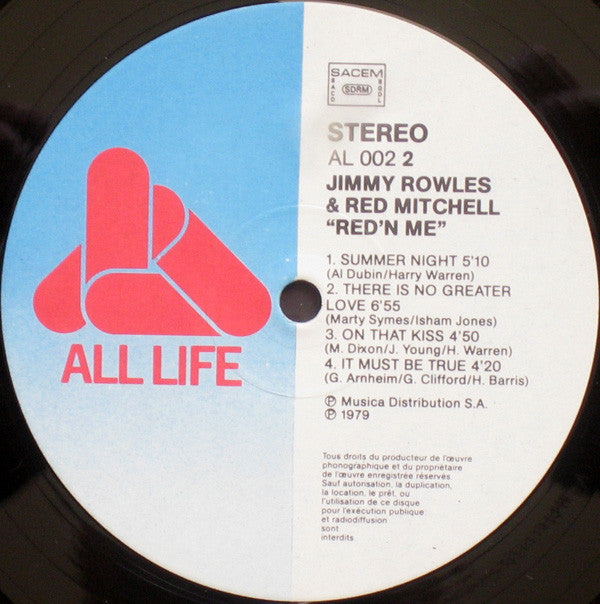 SACEM
SACD
SDRM
SGDL
STEREO
AL 002 2
JIMMY ROWLES
& RED MITCHELL
“RED'N ME”
1. SUMMER NIGHT 5'10
(Al Dubin/Harry Warren)
2. THERE IS NO GREATER
LOVE 6'55
(Marty Symes/Isham Jones)
3. ON THAT KISS 4'50
(M. Dixon/J. Young/H. Warren)
4. IT MUST BE TRUE 4'20
(G. Arnheim/G. Clifford/H. Barris)
℗ Musica Distribution S.A.
℗ 1979
Tous droits du producteur de l'œuvre
phonographique et du propriétaire
de l'œuvre enregistrée réservés
Sauf autorisation, la duplication,
la location, le prêt, ou
l'utilisation de ce disque
pour l'exécution publique
et radiodiffusion
sont
interdits
ALL LIFE